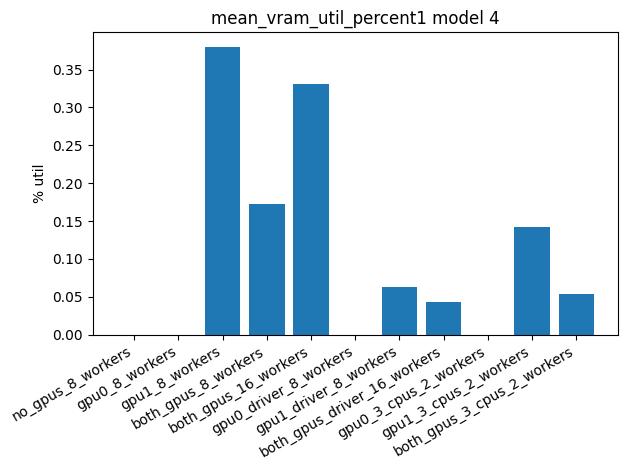 mean_vram_util_percent1 model 4
% util
0.35
0.30
0.25
0.20
0.15
0.10
0.05
0.00
no_gpus_8_workers
gpu0_8_workers
gpu1_8_workers
both_gpus_8_workers
both_gpus_16_workers
gpu0_driver_8_workers
gpu1_driver_8_workers
both_gpus_driver_16_workers
gpu0_3_cpus_2_workers
gpu1_3_cpus_2_workers
both_gpus_3_cpus_2_workers